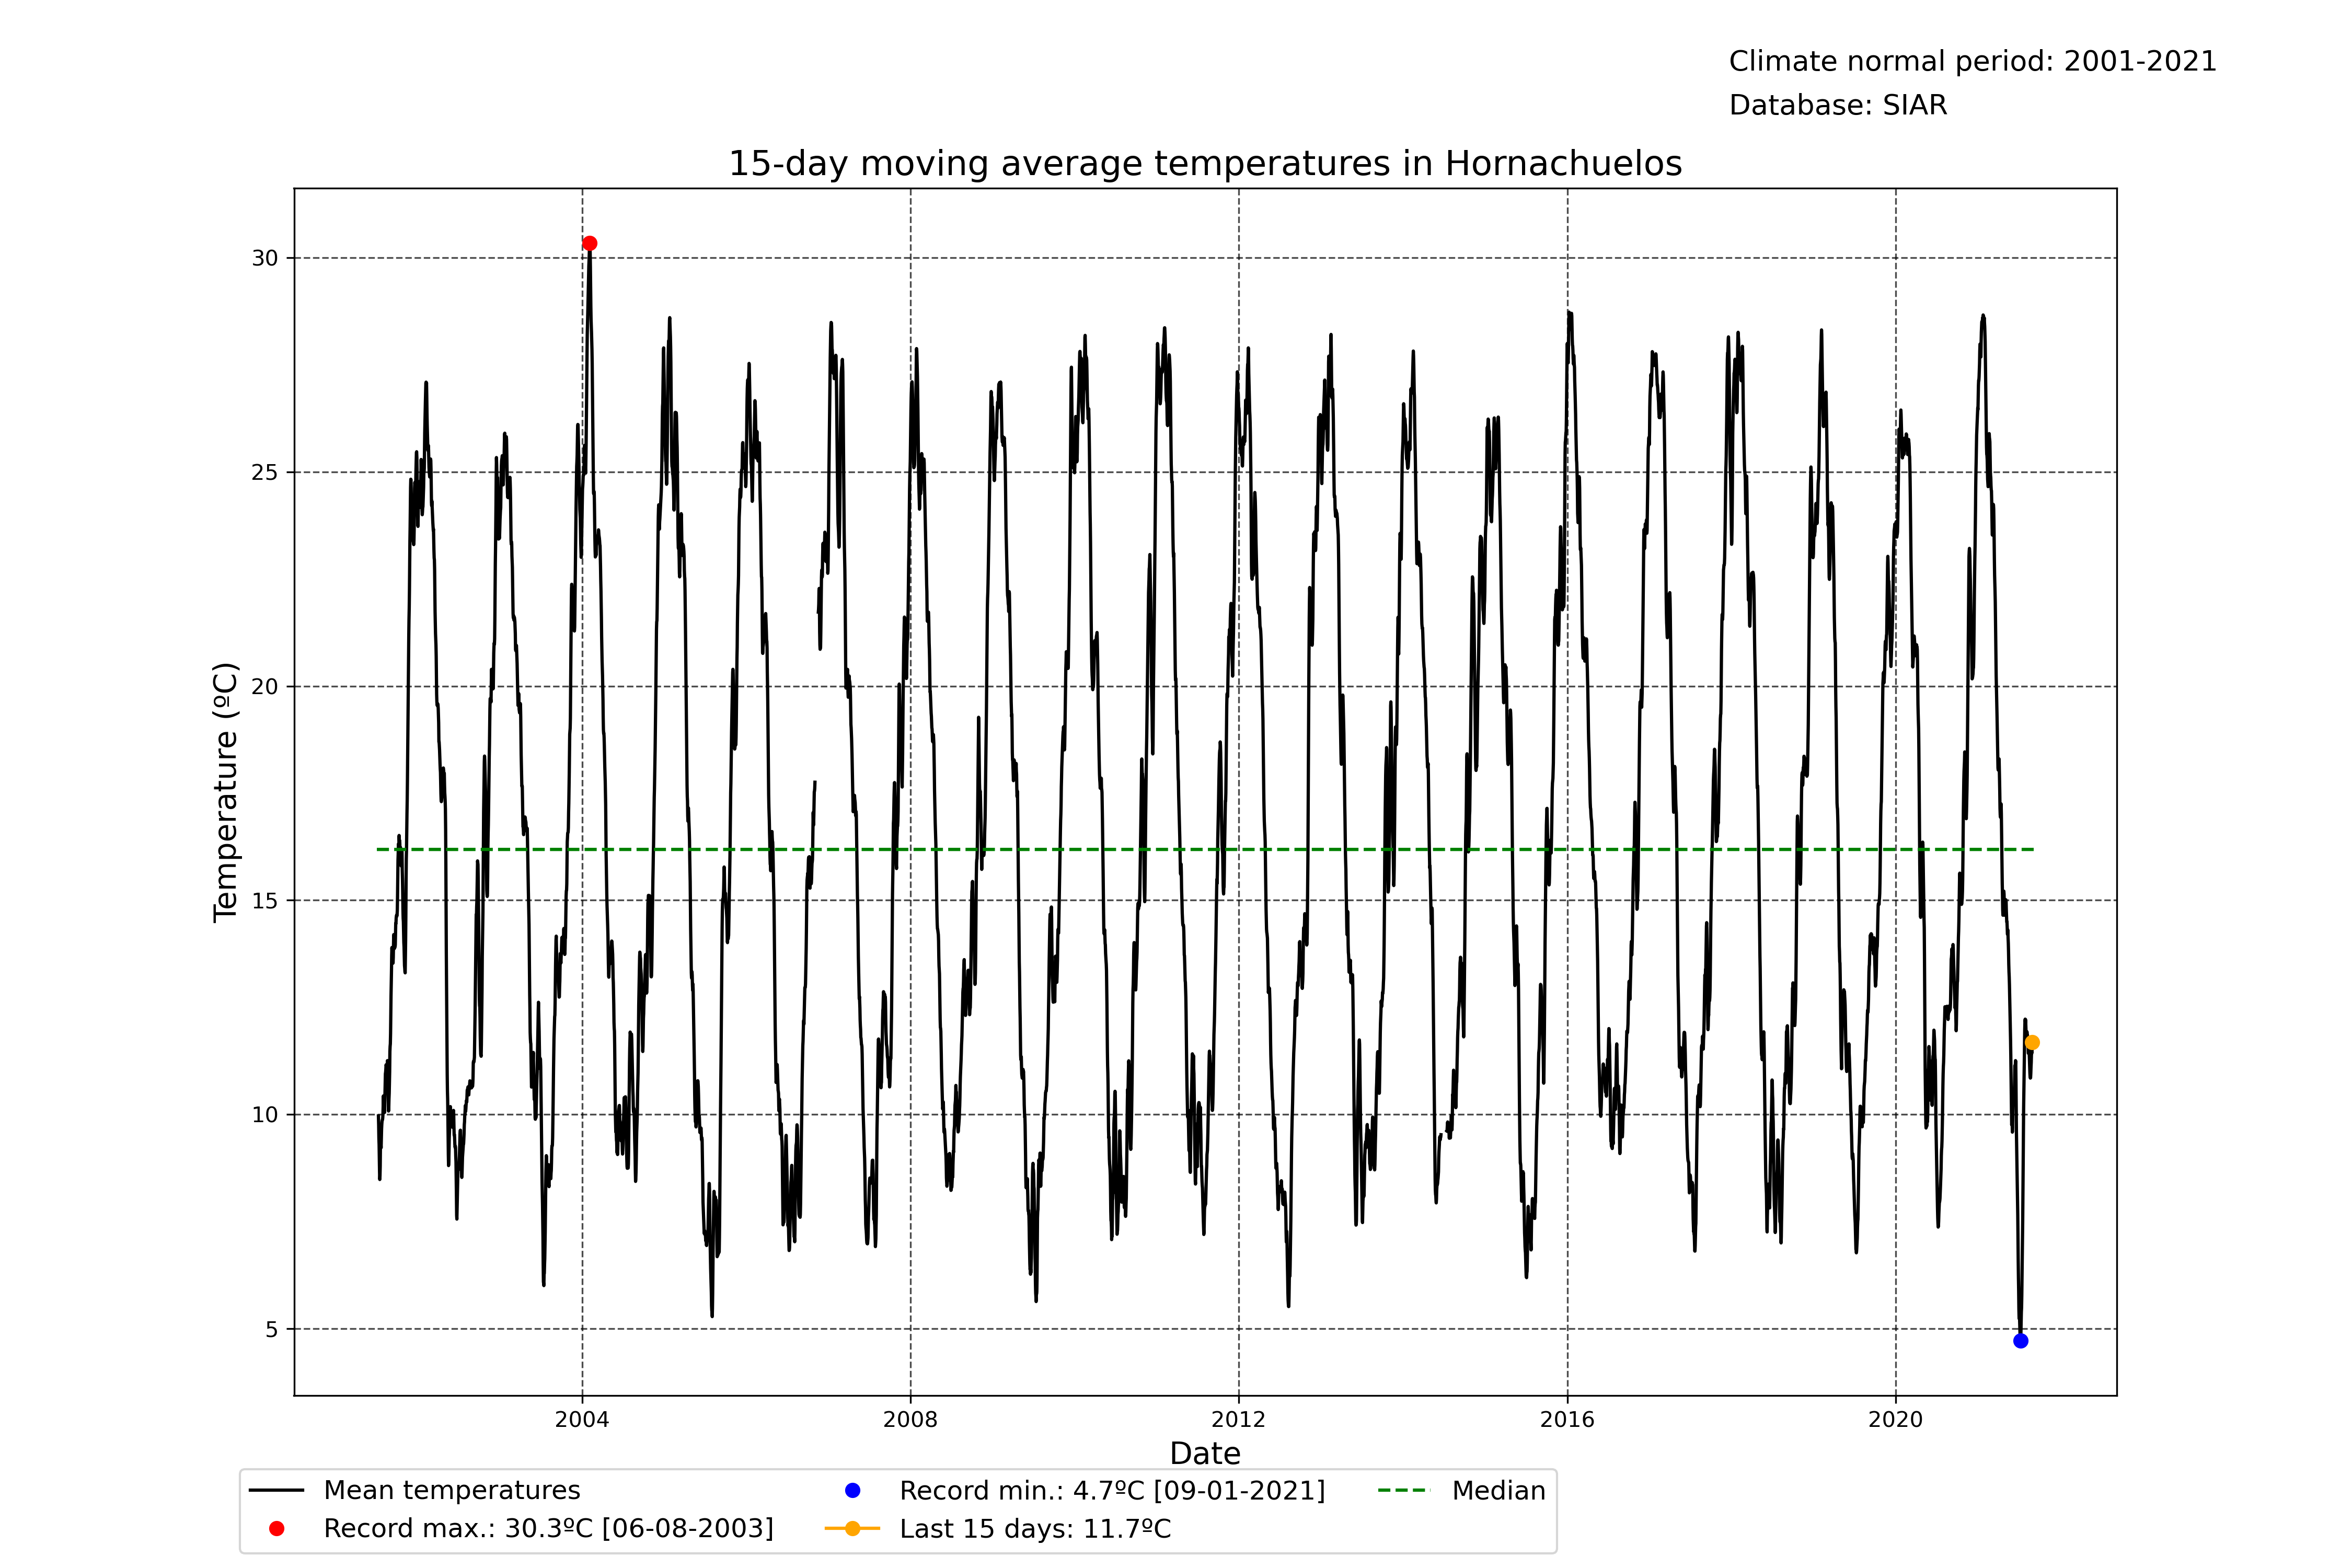 Climate normal period: 2001-2021
Database: SIAR
15-day moving average temperatures in Hornachuelos
30
25
20
15
10
5
Temperature (ºC)
2004 2008 2012 2016 2020
Date
Mean temperatures
Record max.: 30.3ºC [06-08-2003]
Record min.: 4.7ºC [09-01-2021]
Last 15 days: 11.7ºC
Median